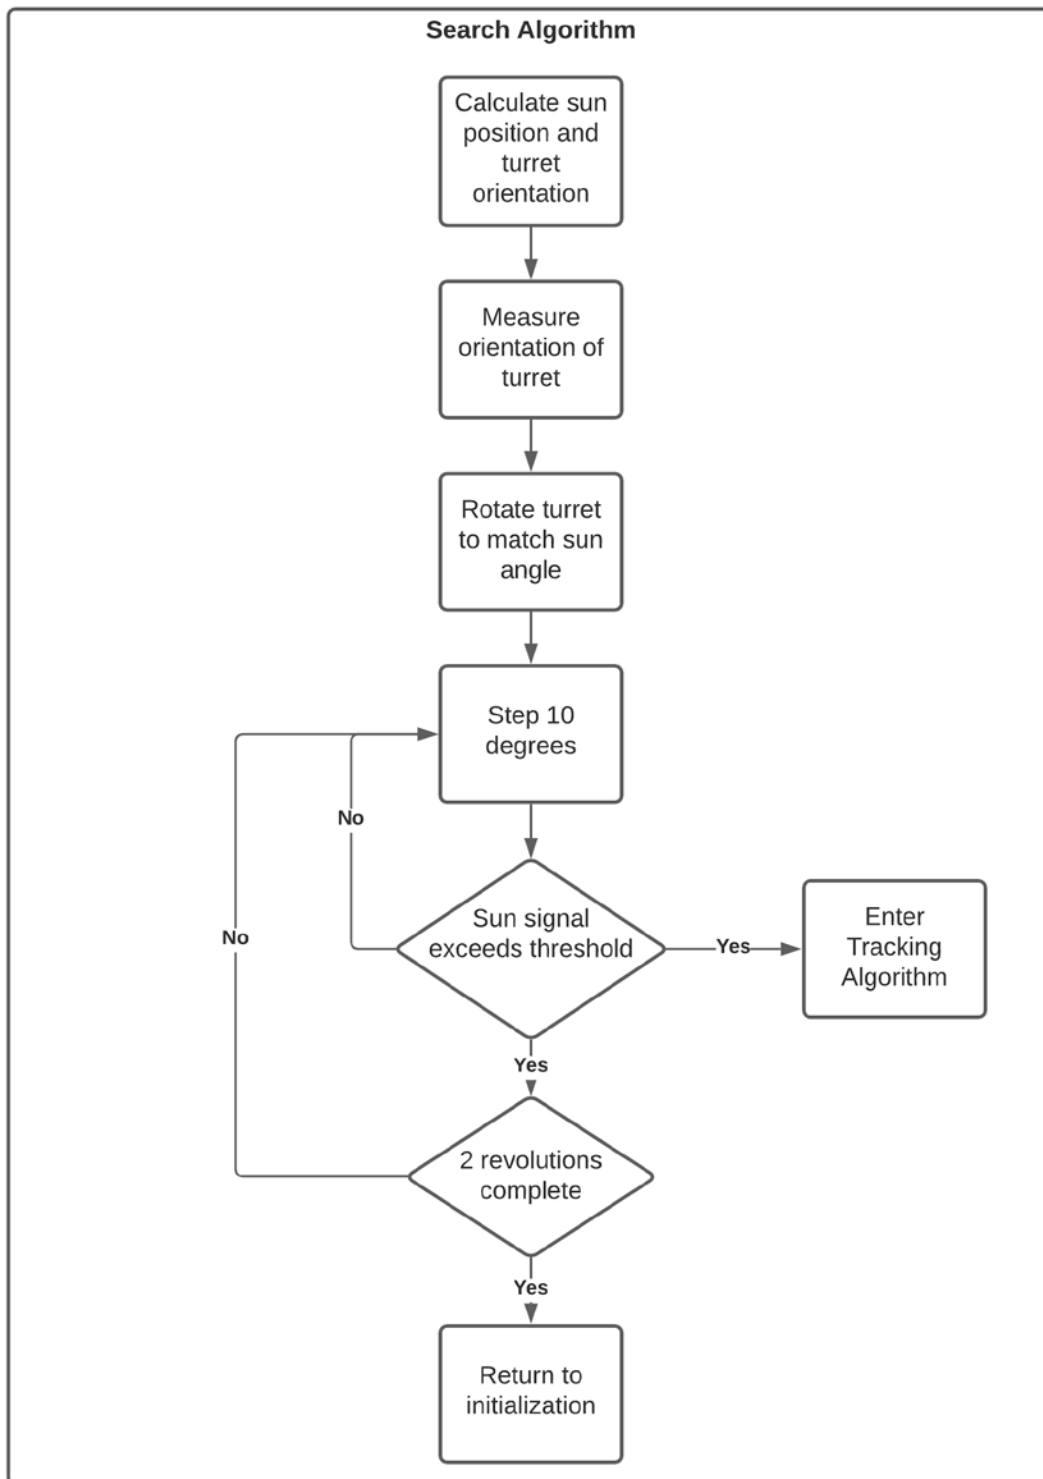 Search Algorithm
Calculate sun
position and
turret
orientation
Measure
orientation of
turret
Rotate turret
to match sun
angle
Step 10
degrees
No
No
Sun signal
exceeds threshold
Yes
Enter
Tracking
Algorithm
Yes
2 revolutions
complete
Yes
Return to
initialization